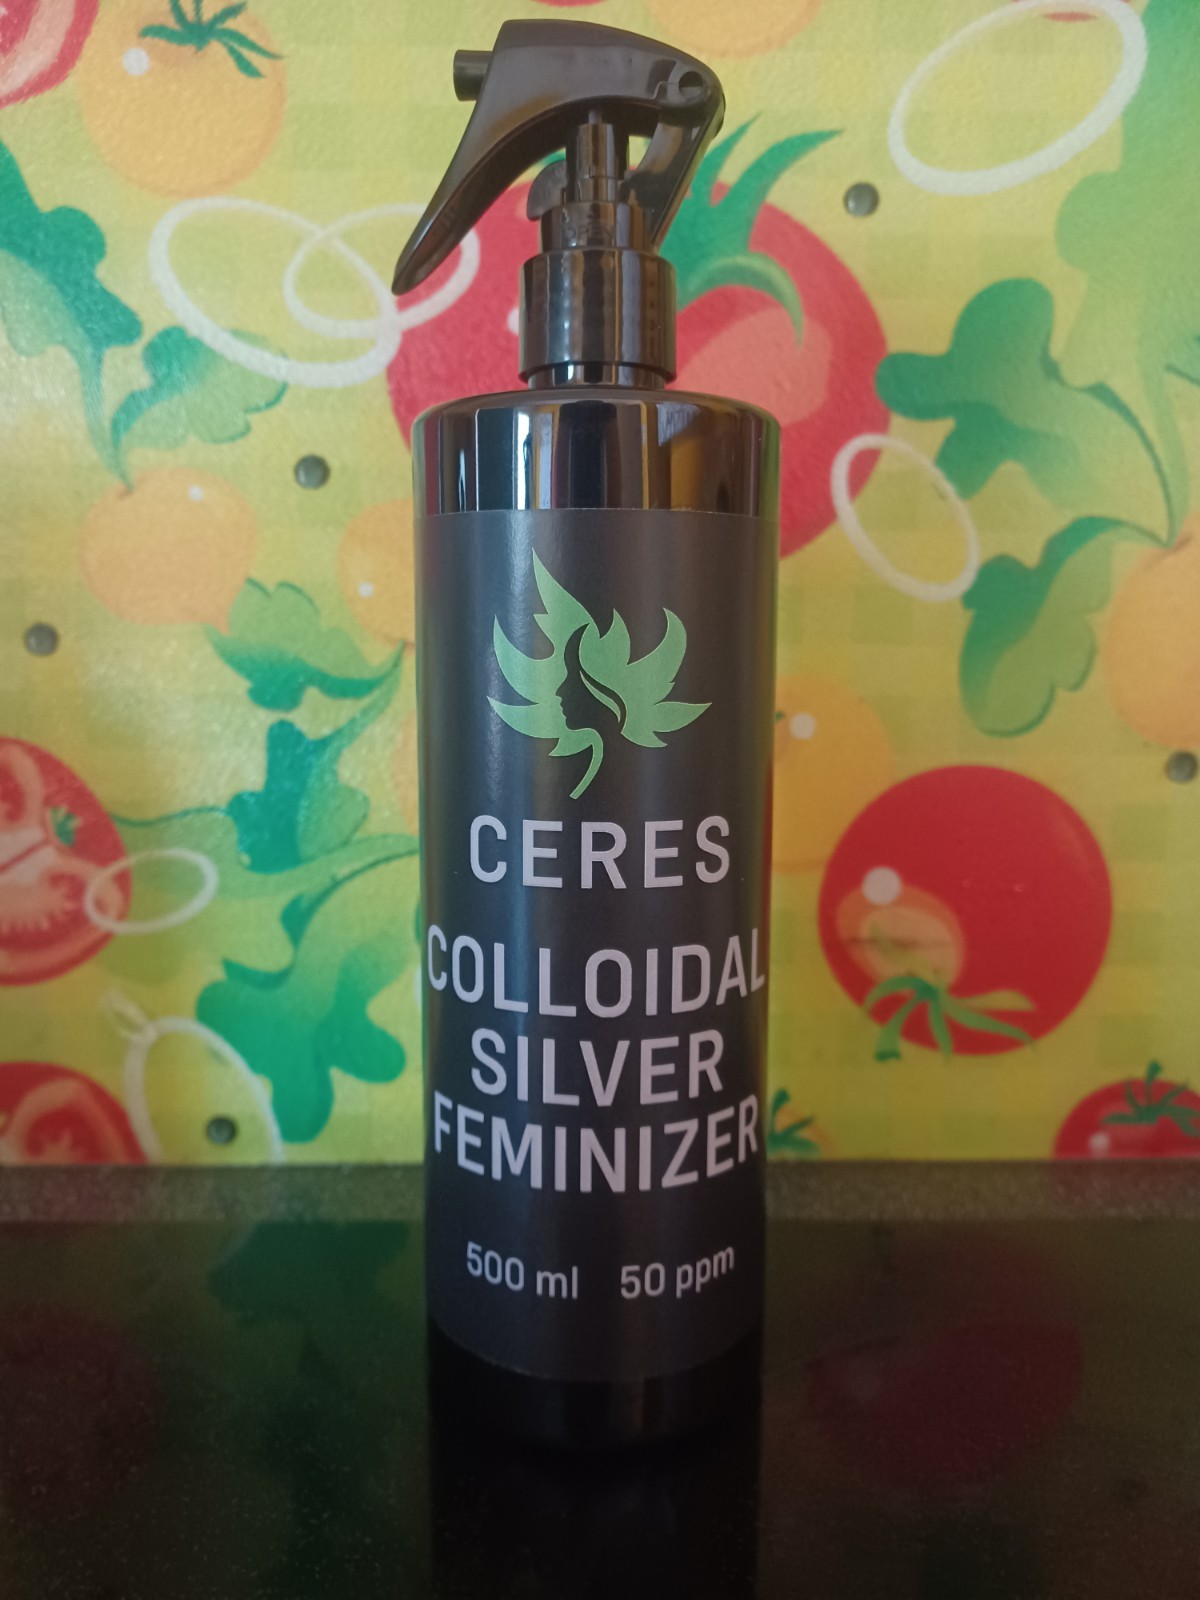 CERES
COLLOIDAL
SILVER
FEMINIZER
500 ml 50 ppm